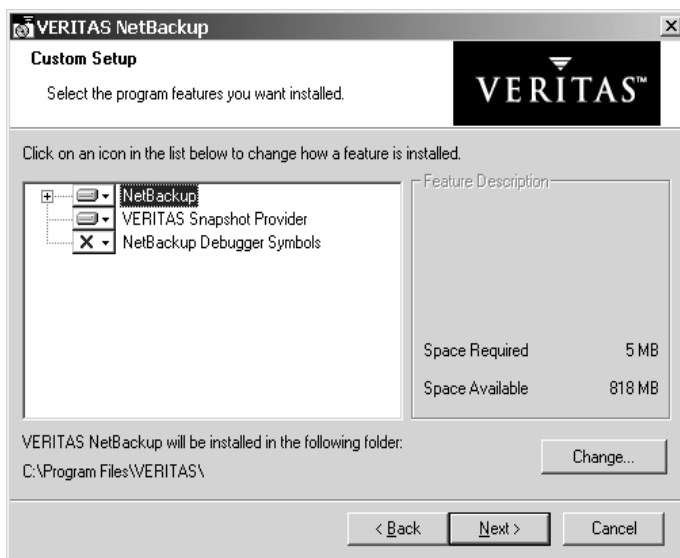 VERITAS NetBackup
Custom Setup
Select the program features you want installed.
VERITAS™
Click on an icon in the list below to change how a feature is installed.
NetBackup
VERITAS Snapshot Provider
NetBackup Debugger Symbols
Feature Description
Space Required 5 MB
Space Available 818 MB
VERITAS NetBackup will be installed in the following folder:
C:\Program Files\VERITAS\
Change...
< Back Next > Cancel